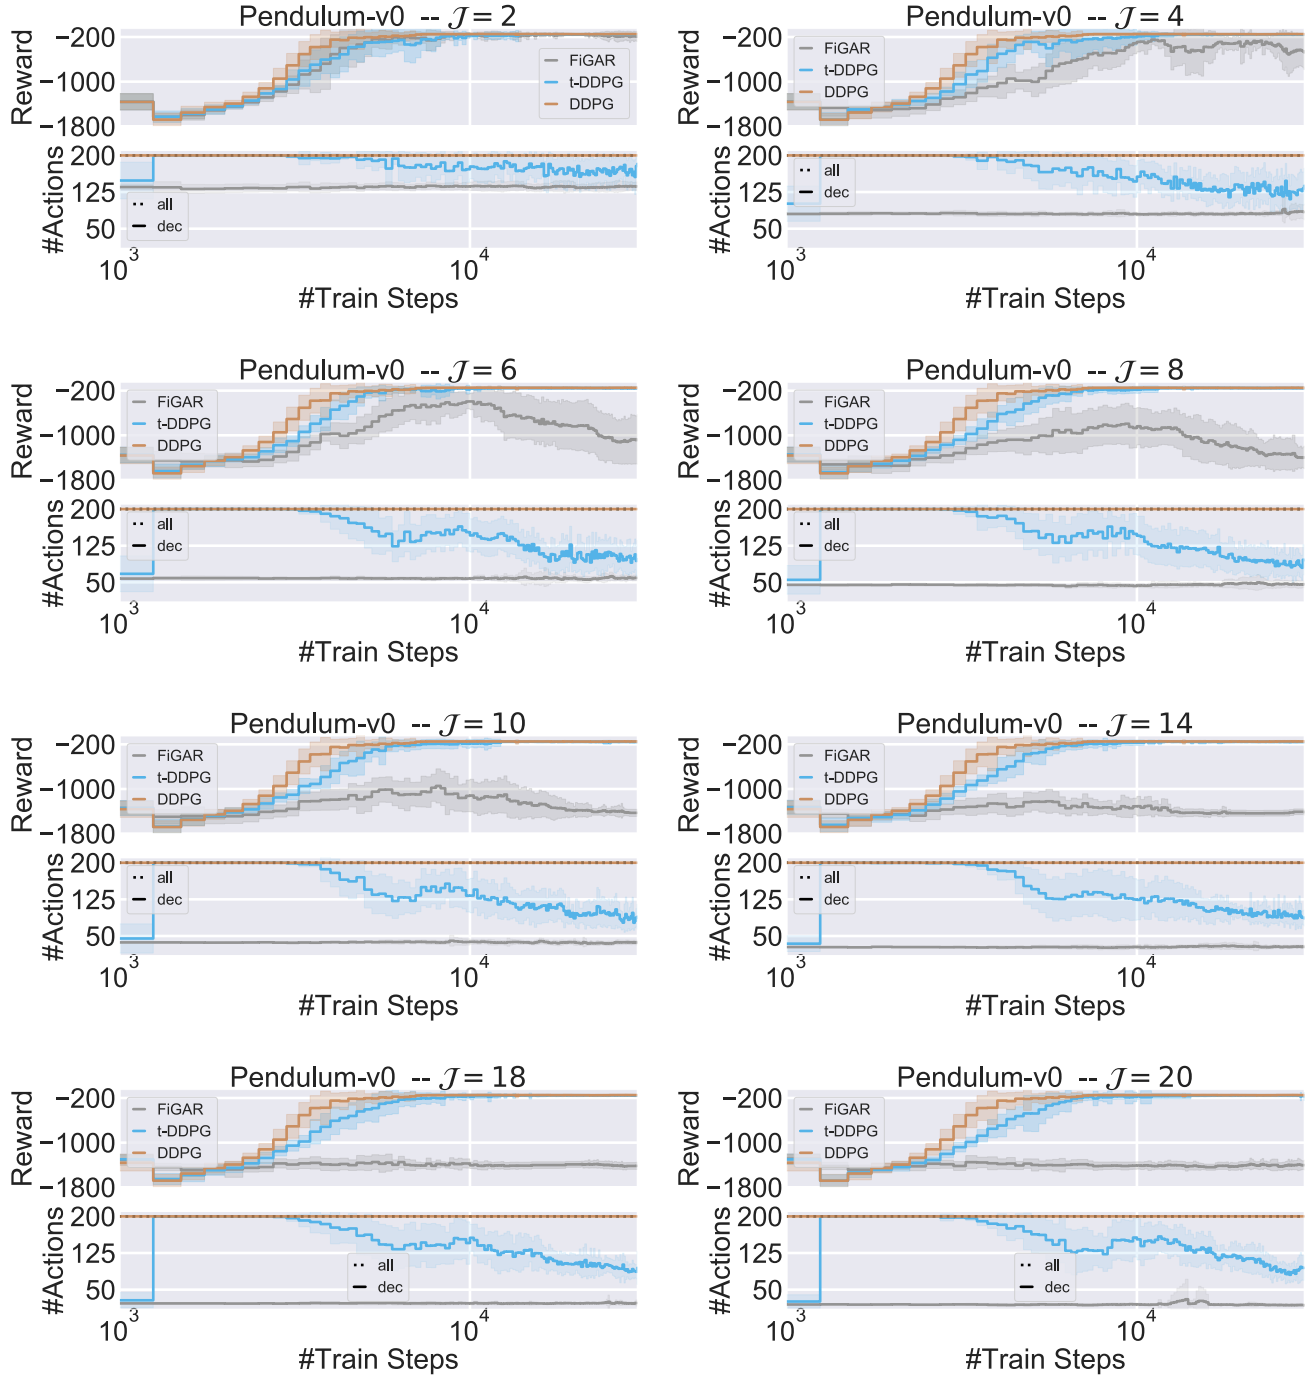 Pendulum-v0 -- 𝒥 = 2
Reward
−200
−1000
−1800
FiGAR
t-DDPG
DDPG
#Actions
200
125
50
all
dec
10³
10⁴
#Train Steps
Pendulum-v0 -- 𝒥 = 4
Reward
−200
−1000
−1800
FiGAR
t-DDPG
DDPG
#Actions
200
125
50
all
dec
10³
10⁴
#Train Steps
Pendulum-v0 -- 𝒥 = 6
Reward
−200
−1000
−1800
FiGAR
t-DDPG
DDPG
#Actions
200
125
50
all
dec
10³
10⁴
#Train Steps
Pendulum-v0 -- 𝒥 = 8
Reward
−200
−1000
−1800
FiGAR
t-DDPG
DDPG
#Actions
200
125
50
all
dec
10³
10⁴
#Train Steps
Pendulum-v0 -- 𝒥 = 10
Reward
−200
−1000
−1800
FiGAR
t-DDPG
DDPG
#Actions
200
125
50
all
dec
10³
10⁴
#Train Steps
Pendulum-v0 -- 𝒥 = 14
Reward
−200
−1000
−1800
FiGAR
t-DDPG
DDPG
#Actions
200
125
50
all
dec
10³
10⁴
#Train Steps
Pendulum-v0 -- 𝒥 = 18
Reward
−200
−1000
−1800
FiGAR
t-DDPG
DDPG
#Actions
200
125
50
all
dec
10³
10⁴
#Train Steps
Pendulum-v0 -- 𝒥 = 20
Reward
−200
−1000
−1800
FiGAR
t-DDPG
DDPG
#Actions
200
125
50
all
dec
10³
10⁴
#Train Steps